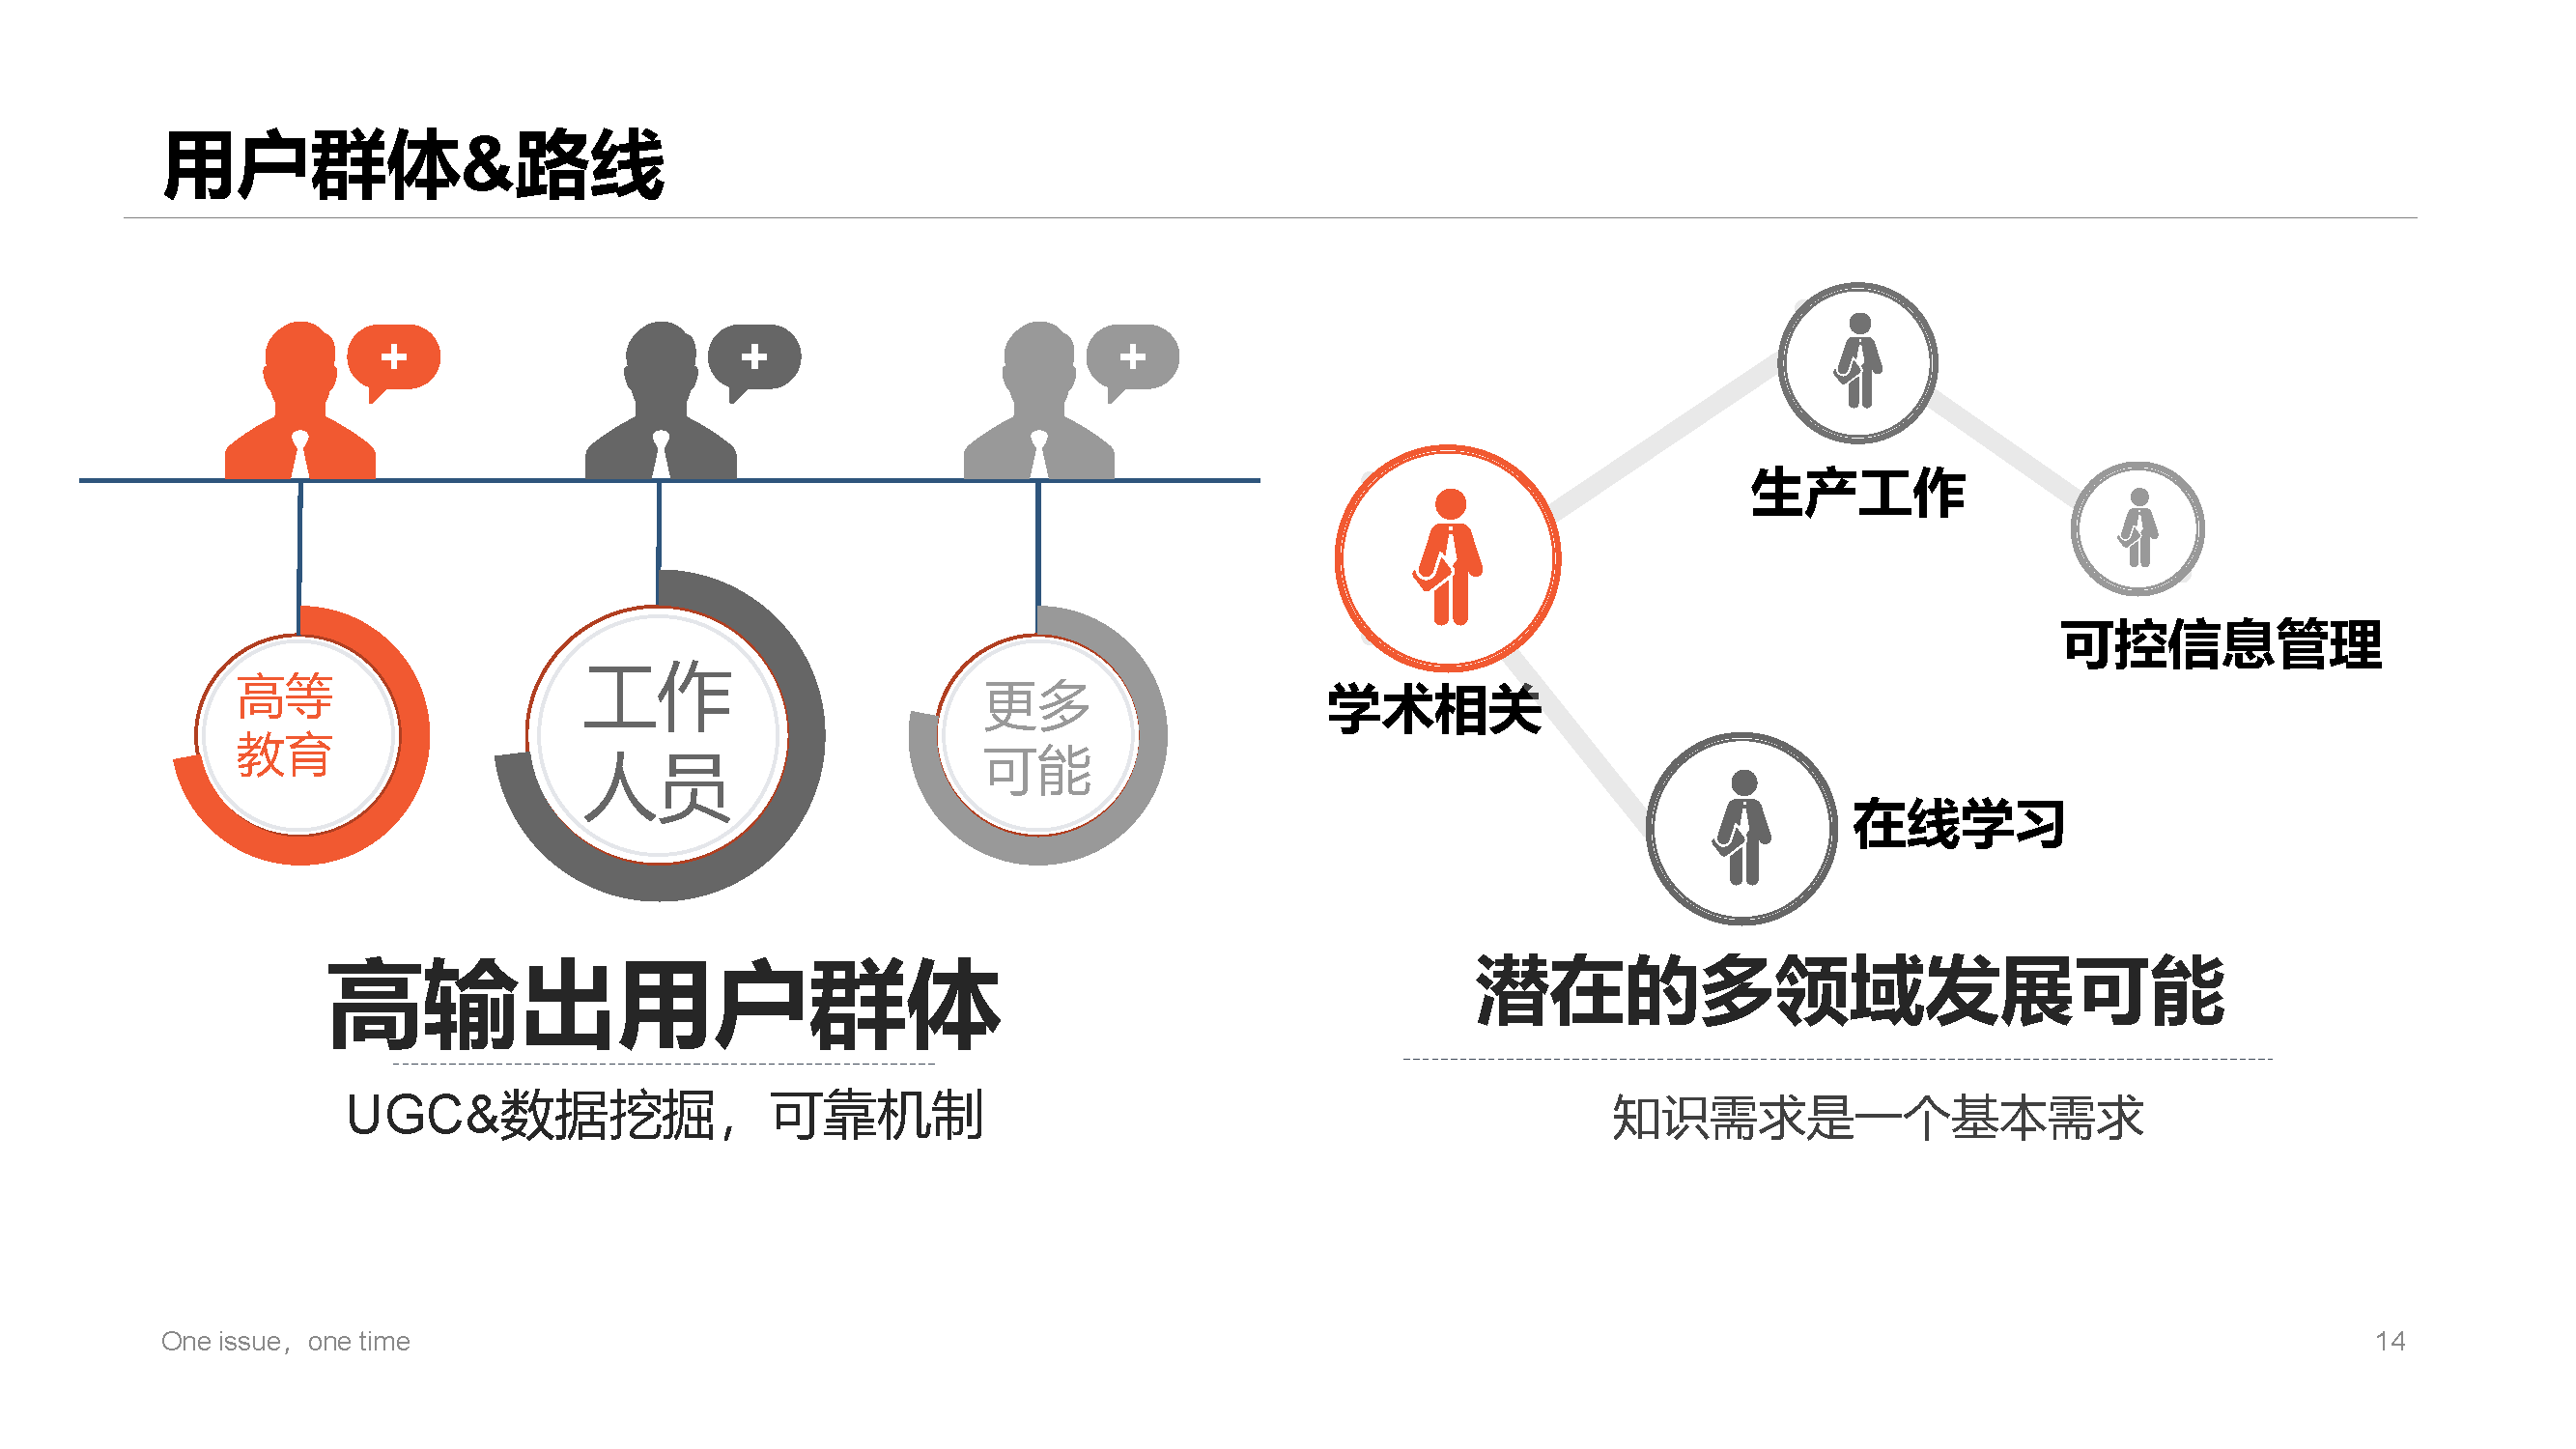 用户群体&路线
高等
教育
工作
人员
更多
可能
高输出用户群体
UGC&数据挖掘，可靠机制
生产工作
可控信息管理
学术相关
在线学习
潜在的多领域发展可能
知识需求是一个基本需求
One issue，one time
14